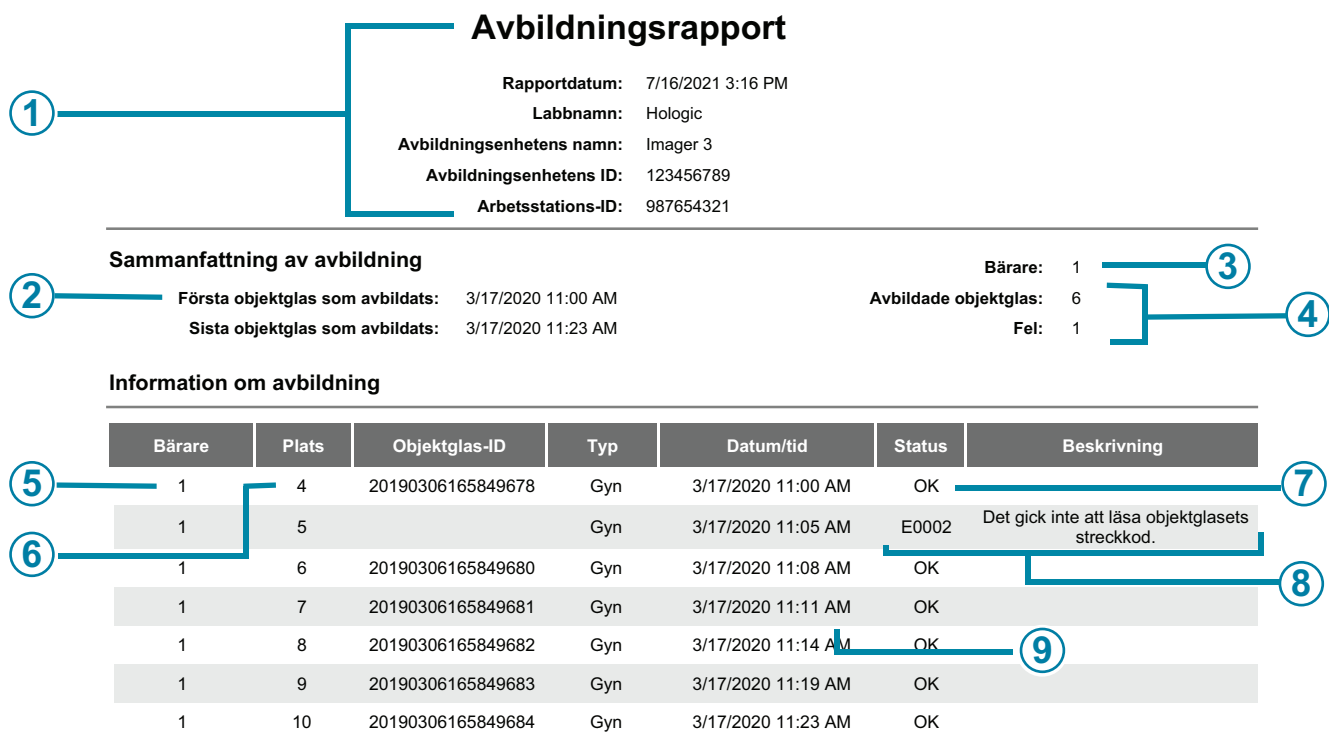 Avbildningsrapport
Rapportdatum: 7/16/2021 3:16 PM
1
Labbnamn: Hologic
Avbildningsenhetens namn: Imager 3
Avbildningsenhetens ID: 123456789
Arbetsstations-ID: 987654321
Sammanfattning av avbildning
Bärare: 1
3
2
Första objektglas som avbildats: 3/17/2020 11:00 AM
Avbildade objektglas: 6
4
Sista objektglas som avbildats: 3/17/2020 11:23 AM
Fel: 1
Information om avbildning
Bärare Plats Objektglas-ID Typ Datum/tid Status Beskrivning
5
1 4 20190306165849678 Gyn 3/17/2020 11:00 AM OK
7
1 5 Gyn 3/17/2020 11:05 AM E0002 Det gick inte att läsa objektglasets
streckkod.
6
1 6 20190306165849680 Gyn 3/17/2020 11:08 AM OK
8
1 7 20190306165849681 Gyn 3/17/2020 11:11 AM OK
1 8 20190306165849682 Gyn 3/17/2020 11:14 AM OK
9
1 9 20190306165849683 Gyn 3/17/2020 11:19 AM OK
1 10 20190306165849684 Gyn 3/17/2020 11:23 AM OK